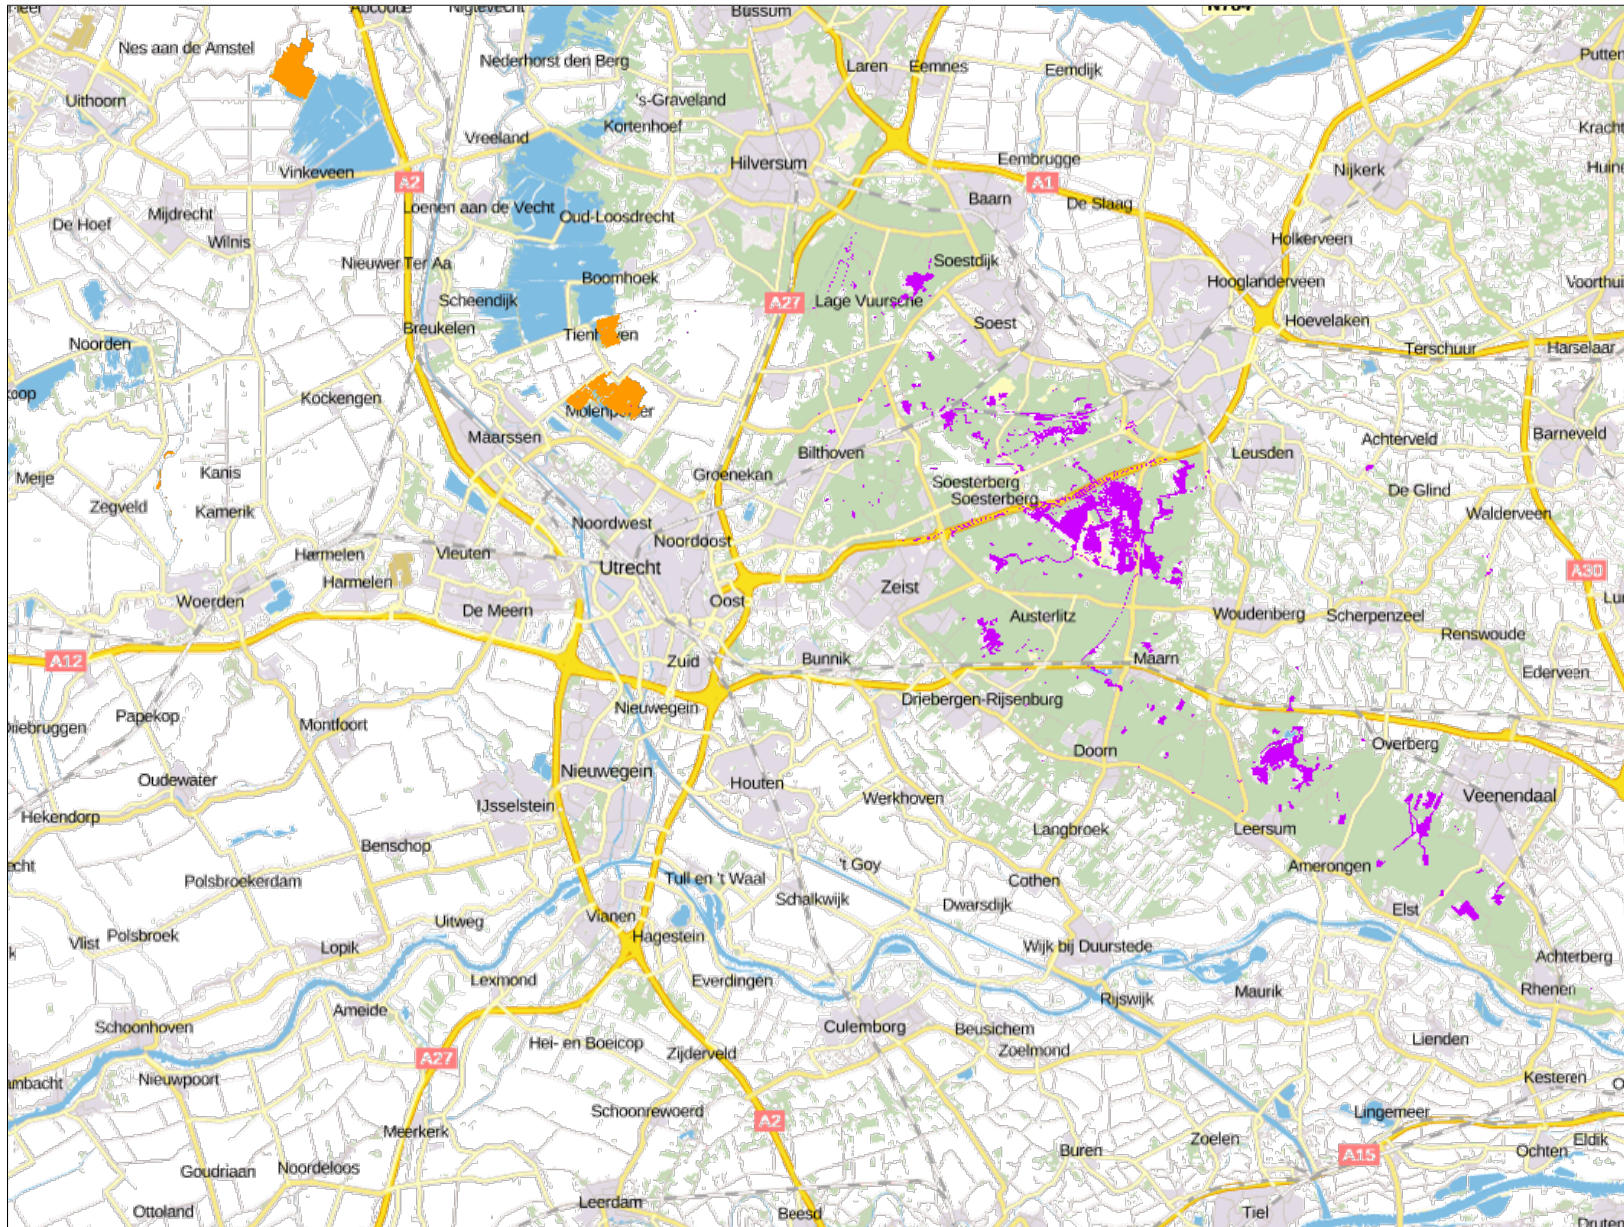 Abcoude
Nigtevecht
Bussum
N764
Nes aan de Amstel
Nederhorst den Berg
Laren
Eemnes
Eemdijk
Putten
Uithoorn
's-Graveland
Kortenhoef
Vreeland
Hilversum
Eembrugge
Nijkerk
Vinkeveen
A2
A1
Baarn
De Slaag
Mijdrecht
De Hoef
Loenen aan de Vecht
Oud-Loosdrecht
Wilnis
Holkerveen
Nieuwer Ter Aa
Boomhoek
Soestdijk
Hooglanderveen
Scheendijk
A27
Lage Vuursche
Breukelen
Soest
Hoevelaken
Noorden
Terschuur
Harselaar
Kockengen
Maarssen
Achterveld
Barneveld
Bilthoven
Leusden
Meije
Kanis
Groenekan
Soesterberg
Soesterberg
De Glind
Zegveld
Kamerik
Walderveen
Noordwest
Noordoost
Harmelen
Vleuten
Utrecht
Harmelen
Zeist
A30
Woerden
De Meern
Oost
Austerlitz
Woudenberg
Scherpenzeel
Renswoude
A12
Zuid
Bunnik
Maarn
Ederveen
Driebergen-Rijsenburg
Papekop
Nieuwegein
Montfoort
Doorn
Overberg
Oudewater
Nieuwegein
Houten
IJsselstein
Werkhoven
Veenendaal
Hekendorp
Langbroek
Leersum
Benschop
't Goy
Amerongen
Polsbroekerdam
Tull en 't Waal
Cothen
Schalkwijk
Dwarsdijk
Elst
Uitweg
Vianen
Vlist
Polsbroek
Lopik
Hagestein
Wijk bij Duurstede
Achterberg
Lexmond
Everdingen
Maurik
Rhenen
Ameide
Rijswijk
Schoonhoven
Culemborg
Beusichem
Lienden
Hei- en Boeicop
Zoelmond
A27
Zijderveld
Nieuwpoort
Kesteren
Schoonrewoerd
A2
Lingemeer
Meerkerk
Zoelen
Eldik
Buren
A15
Ochten
Goudriaan
Noordeloos
Leerdam
Ottoland
Beesd
Tiel